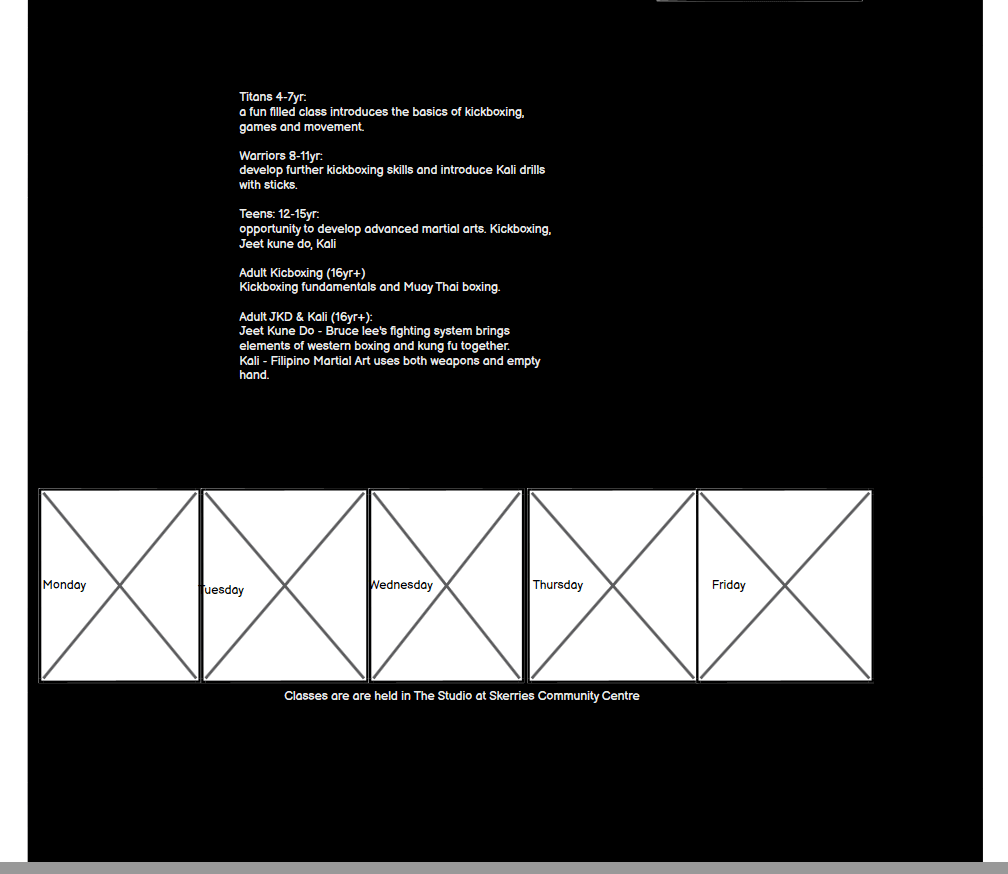 Titans 4-7yr:
a fun filled class introduces the basics of kickboxing,
games and movement.
Warriors 8-11yr:
develop further kickboxing skills and introduce Kali drills
with sticks.
Teens: 12-15yr:
opportunity to develop advanced martial arts. Kickboxing,
Jeet kune do, Kali
Adult Kicboxing (16yr+)
Kickboxing fundamentals and Muay Thai boxing.
Adult JKD & Kali (16yr+):
Jeet Kune Do - Bruce lee's fighting system brings
elements of western boxing and kung fu together.
Kali - Filipino Martial Art uses both weapons and empty
hand.
Monday
Tuesday
Wednesday
Thursday
Friday
Classes are are held in The Studio at Skerries Community Centre